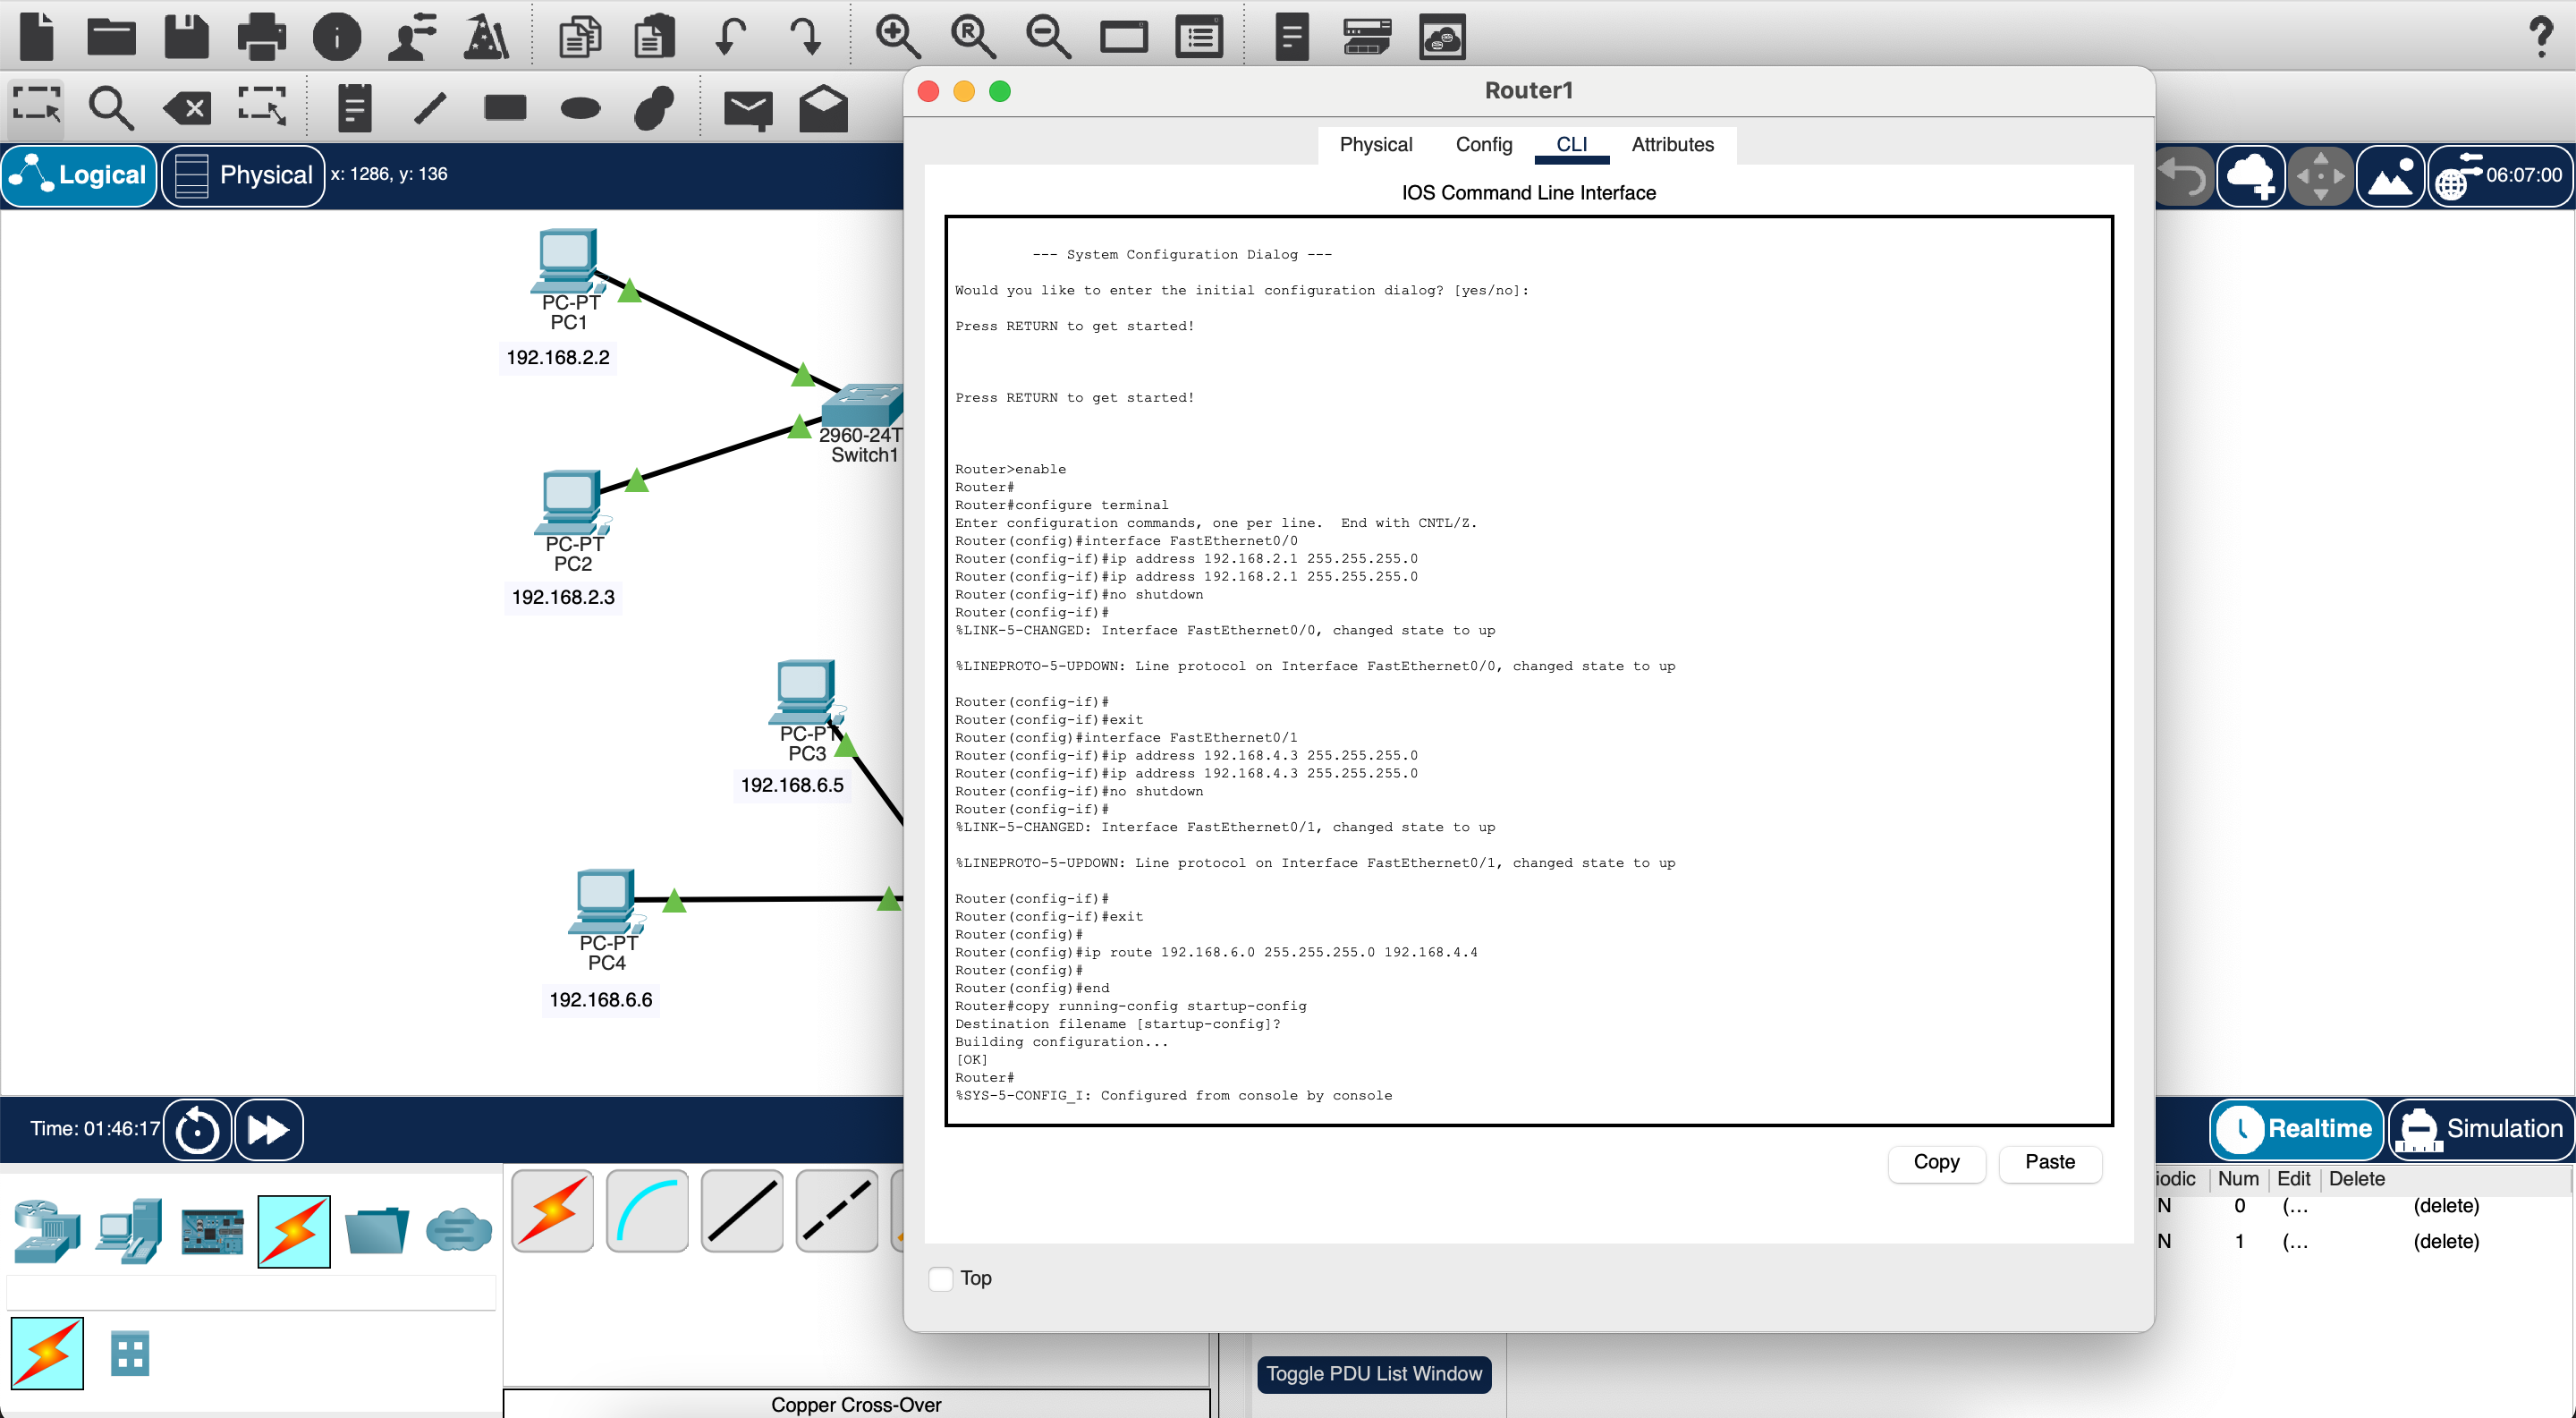 Router1
Physical Config CLI Attributes
Logical
Physical
x: 1286, y: 136
06:07:00
IOS Command Line Interface
--- System Configuration Dialog ---
Would you like to enter the initial configuration dialog? [yes/no]:
Press RETURN to get started!
Press RETURN to get started!
Router>enable
Router#
Router#configure terminal
Enter configuration commands, one per line.  End with CNTL/Z.
Router(config)#interface FastEthernet0/0
Router(config-if)#ip address 192.168.2.1 255.255.255.0
Router(config-if)#ip address 192.168.2.1 255.255.255.0
Router(config-if)#no shutdown
Router(config-if)#
%LINK-5-CHANGED: Interface FastEthernet0/0, changed state to up
%LINEPROTO-5-UPDOWN: Line protocol on Interface FastEthernet0/0, changed state to up
Router(config-if)#
Router(config-if)#exit
Router(config)#interface FastEthernet0/1
Router(config-if)#ip address 192.168.4.3 255.255.255.0
Router(config-if)#ip address 192.168.4.3 255.255.255.0
Router(config-if)#no shutdown
Router(config-if)#
%LINK-5-CHANGED: Interface FastEthernet0/1, changed state to up
%LINEPROTO-5-UPDOWN: Line protocol on Interface FastEthernet0/1, changed state to up
Router(config-if)#
Router(config-if)#exit
Router(config)#
Router(config)#ip route 192.168.6.0 255.255.255.0 192.168.4.4
Router(config)#
Router(config)#end
Router#copy running-config startup-config
Destination filename [startup-config]?
Building configuration...
[OK]
Router#
%SYS-5-CONFIG_I: Configured from console by console
Copy
Paste
Top
PC-PT
PC1
192.168.2.2
2960-24T
Switch1
PC-PT
PC2
192.168.2.3
PC-PT
PC3
192.168.6.5
PC-PT
PC4
192.168.6.6
Time: 01:46:17
Realtime
Simulation
iodic Num Edit Delete
N 0 (... (delete)
N 1 (... (delete)
Toggle PDU List Window
Copper Cross-Over